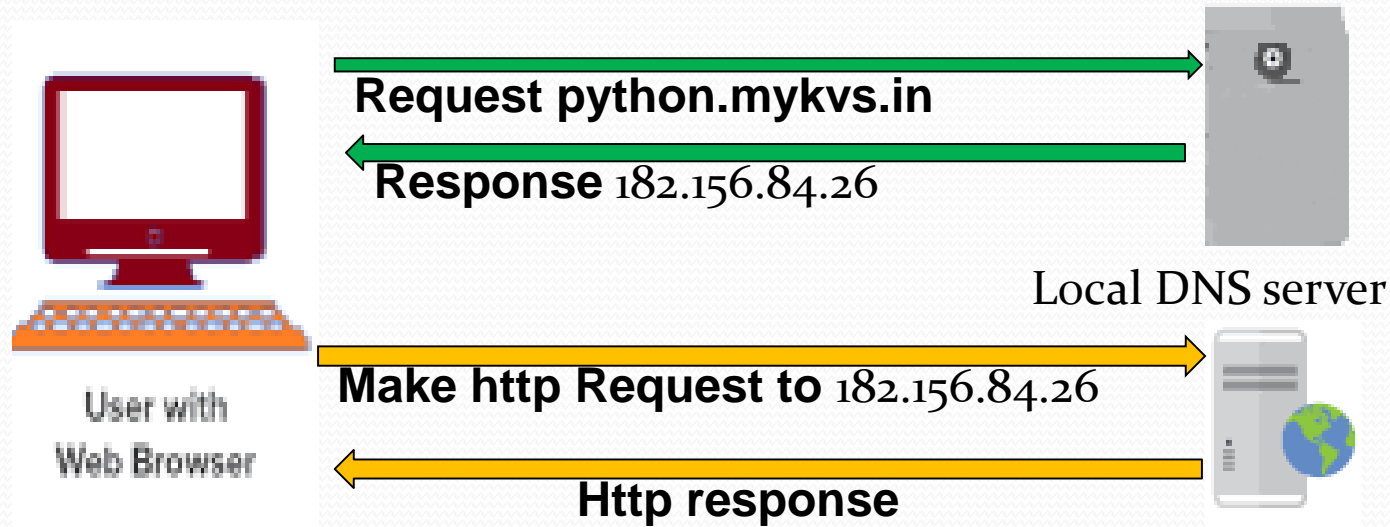 Request python.mykvs.in
Response 182.156.84.26
Local DNS server
Make http Request to 182.156.84.26
User with
Web Browser
Http response